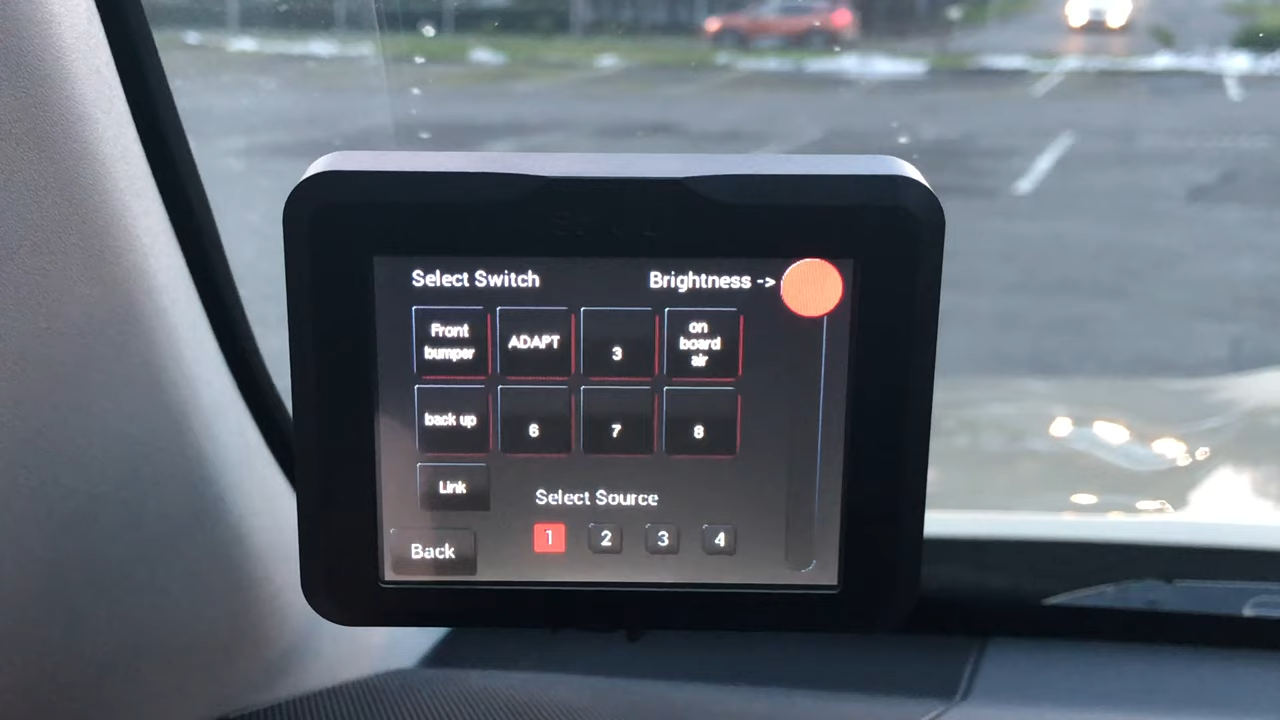 Select Switch
Brightness ->
Front
bumper
ADAPT
3
on
board
air
back up
6
7
8
Link
Select Source
1
2
3
4
Back